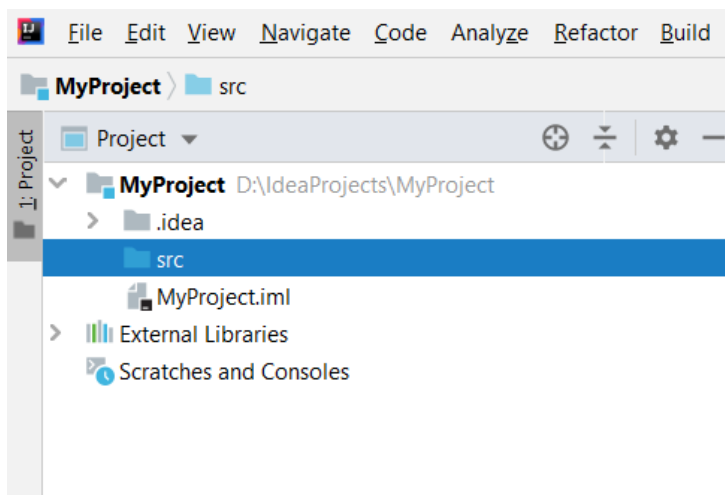 IJ File Edit View Navigate Code Analyze Refactor Build
MyProject src
1: Project
Project
MyProject D:\IdeaProjects\MyProject
.idea
src
MyProject.iml
External Libraries
Scratches and Consoles